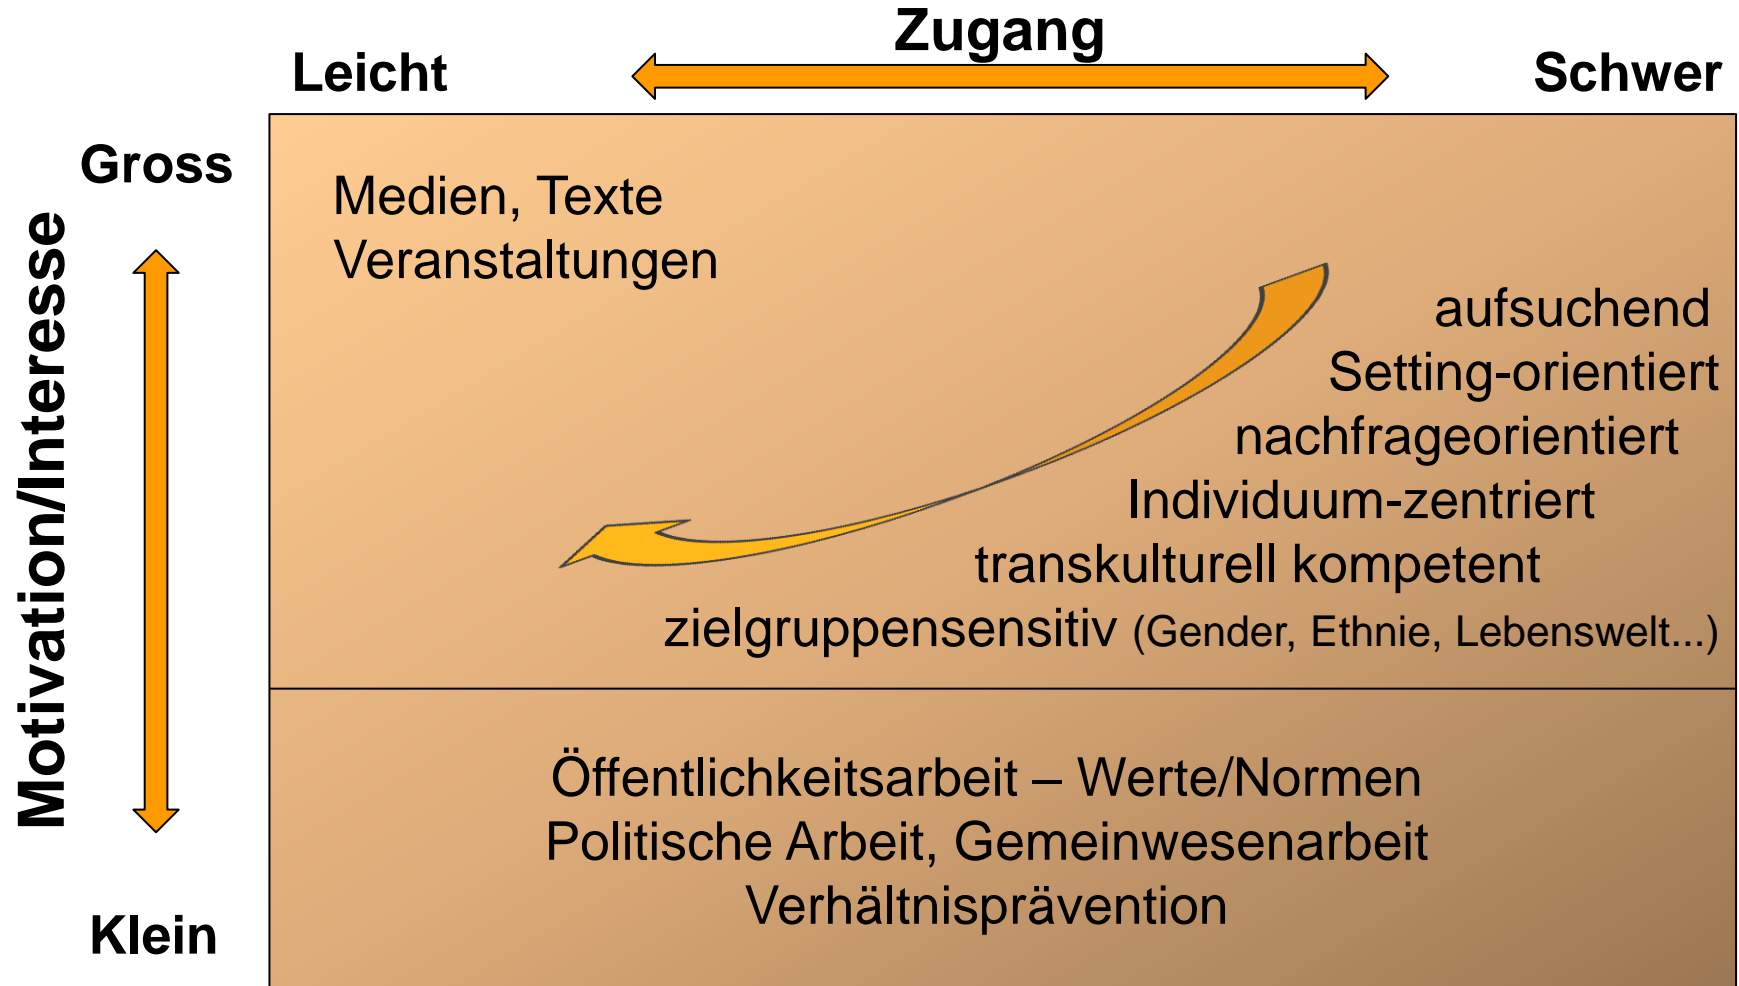 Zugang
Leicht
Schwer
Gross
Motivation/Interesse
Klein
Medien, Texte
Veranstaltungen
aufsuchend
Setting-orientiert
nachfrageorientiert
Individuum-zentriert
transkulturell kompetent
zielgruppensensitiv (Gender, Ethnie, Lebenswelt...)
Öffentlichkeitsarbeit – Werte/Normen
Politische Arbeit, Gemeinwesenarbeit
Verhältnisprävention